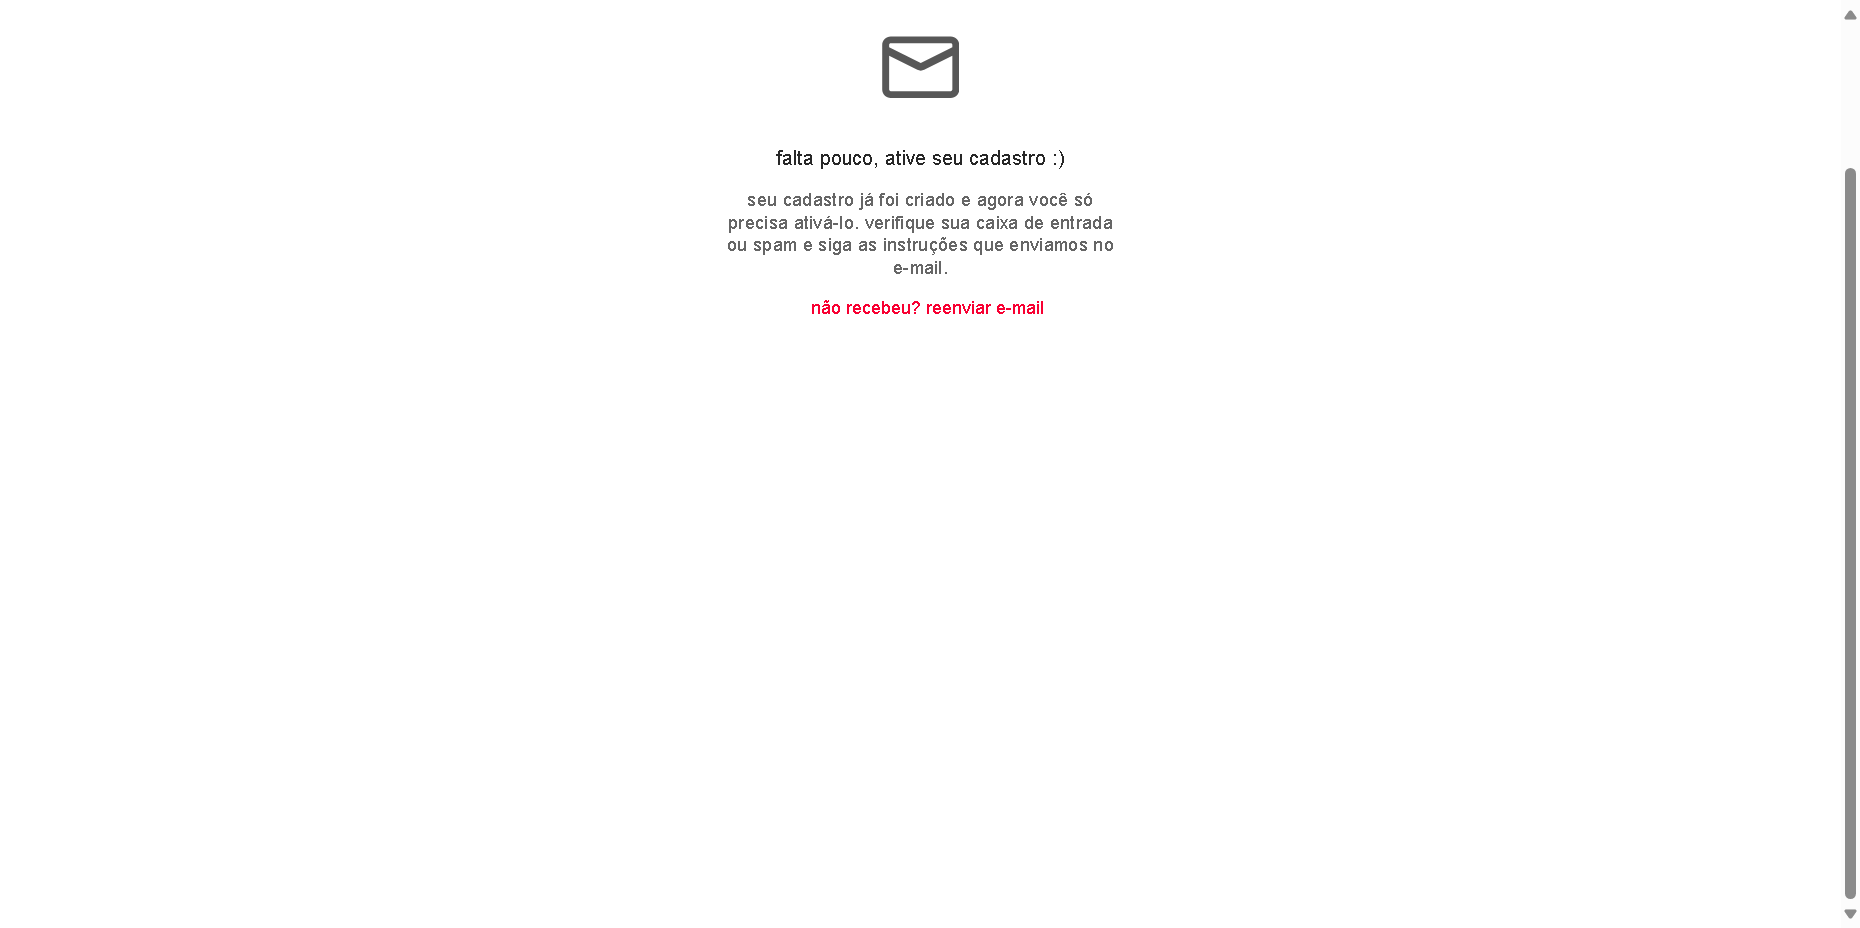 falta pouco, ative seu cadastro :)
seu cadastro já foi criado e agora você só
precisa ativá-lo. verifique sua caixa de entrada
ou spam e siga as instruções que enviamos no
e-mail.
não recebeu? reenviar e-mail